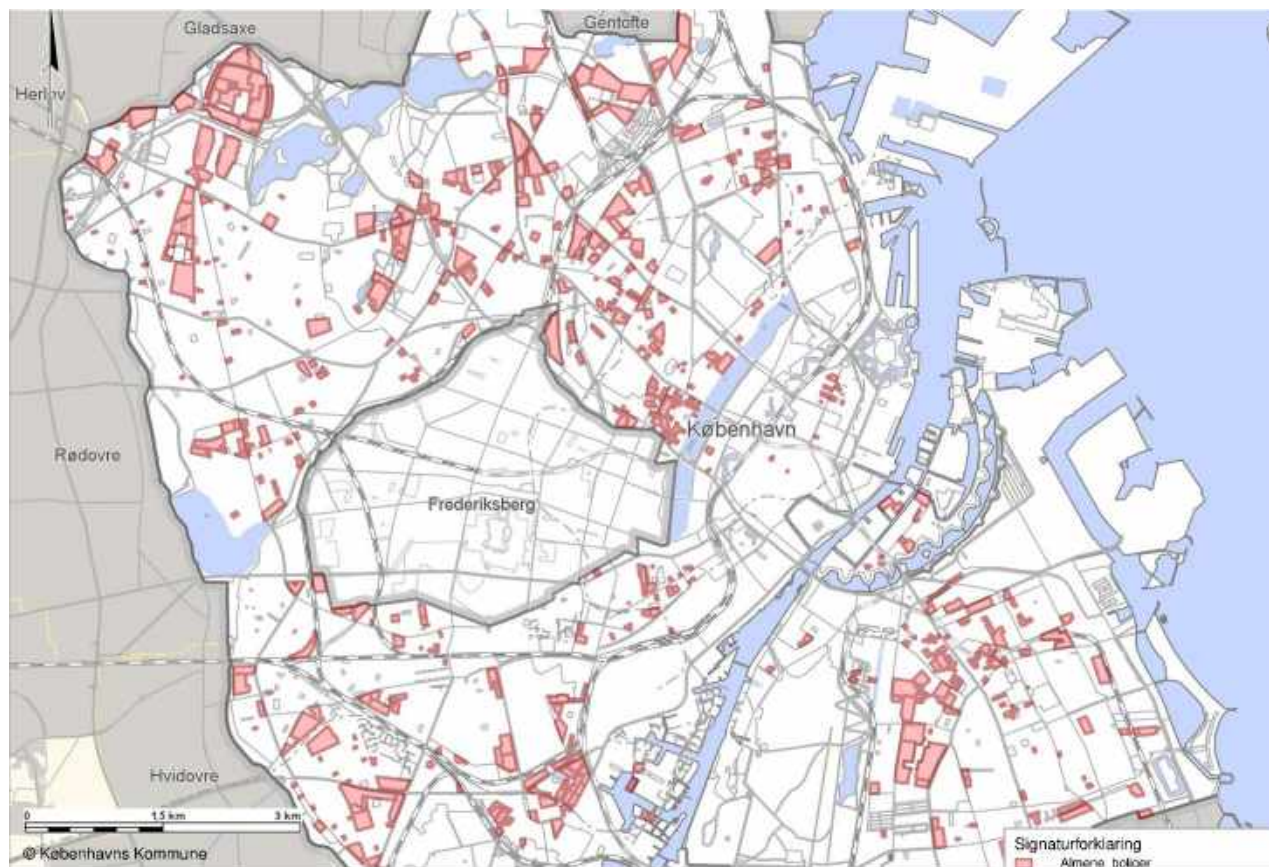 Gladsaxe
Gentofte
Herlev
København
Rødovre
Frederiksberg
Hvidovre
0 1,5 km 3 km
© Københavns Kommune
Signaturforklaring
Almene boliger